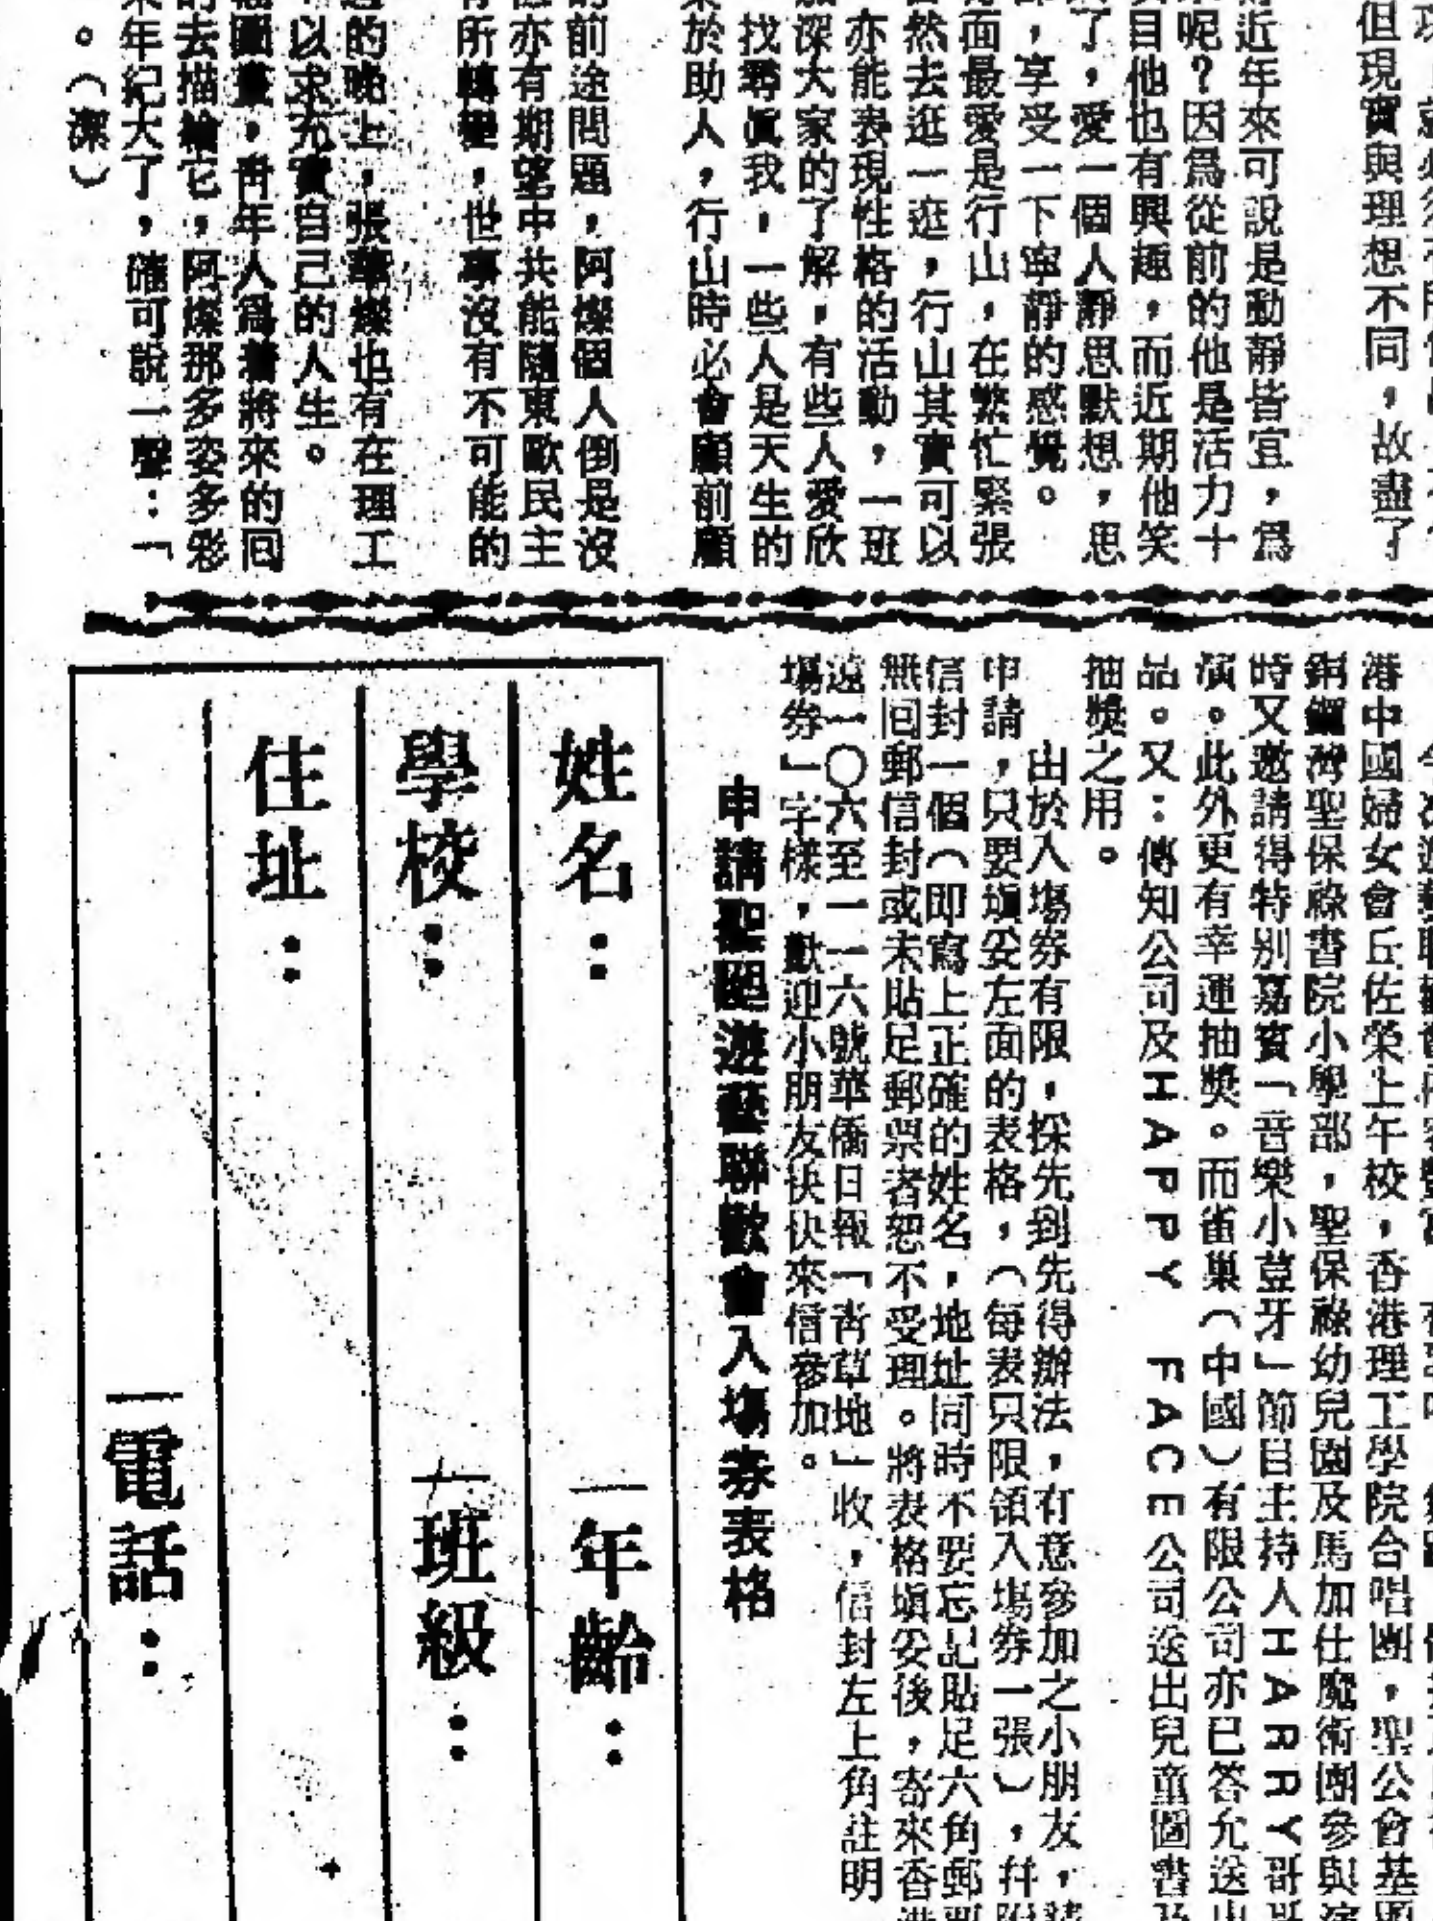 但現實與理想不同，故盡了
近年來可說是動靜皆宜，爲
呢？因爲從前的他是活力十
目他也有興趣，而近期他笑
了，愛一個人靜思默想，思
，享受一下寧靜的感覺。
面最愛是行山，在繁忙緊張
然去逛一逛，行山其實可以
亦能表現性格的活動，一班
深大家的了解，有些人愛欣
找尋眞我，一些人是天生的
於助人，行山時必會顧前顧
前途問題，阿燦個人倒是沒
亦有期望中共能隨東歐民主
所轉變，世事沒有不可能的
的晚上，張華燦也有在理工
以求充實自己的人生。
圖畫，靑年人爲着將來的回
去描繪它，阿燦那多姿多彩
年紀大了，確可說一聲：「
。（潔）
港中國婦女會丘佐榮上午校，香港理工學院合唱團，聖公會基
銅鑼灣聖保祿書院小學部，聖保祿幼兒園及馬加仕魔術團參與
時又邀請得特別嘉賓「音樂小荳牙」節目主持人HARRY哥
演。此外更有幸運抽獎。而雀巢（中國）有限公司亦已答允送
品。又：傳知公司及HAPPY FACE公司送出兒童圖書
抽獎之用。
由於入場券有限，採先到先得辦法，有意參加之小朋友，
申請，只要塡妥左面的表格，（每表只限領入場券一張），幷附
信封一個（即寫上正確的姓名，地址同時不要忘記貼足六角郵
無回郵信封或未貼足郵票者恕不受理。將表格塡妥後，寄來香
遠一〇六至一一六號華僑日報「靑草地」收，信封左上角註明
場券」字樣，歡迎小朋友快快來信參加。
申請聖誕遊藝聯歡會入場券表格
姓名： 年齡：
學校： 班級：
住址：
電話：